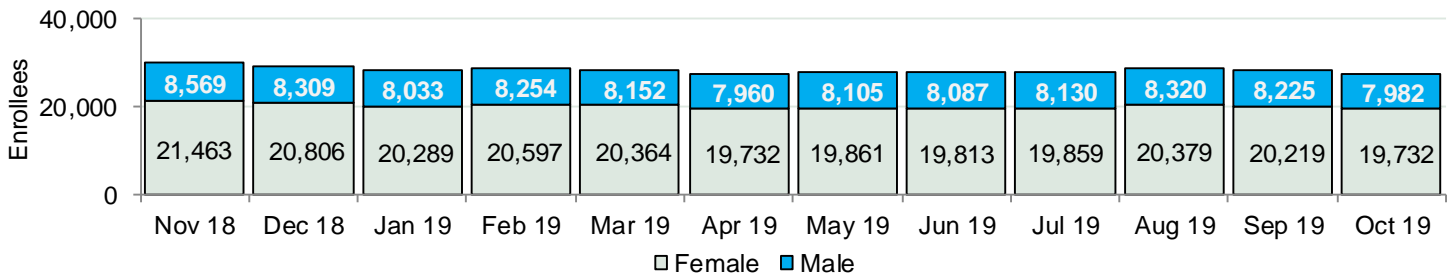 40,000
20,000
0
Enrollees
8,569 8,309 8,033 8,254 8,152 7,960 8,105 8,087 8,130 8,320 8,225 7,982
21,463 20,806 20,289 20,597 20,364 19,732 19,861 19,813 19,859 20,379 20,219 19,732
Nov 18 Dec 18 Jan 19 Feb 19 Mar 19 Apr 19 May 19 Jun 19 Jul 19 Aug 19 Sep 19 Oct 19
Female Male